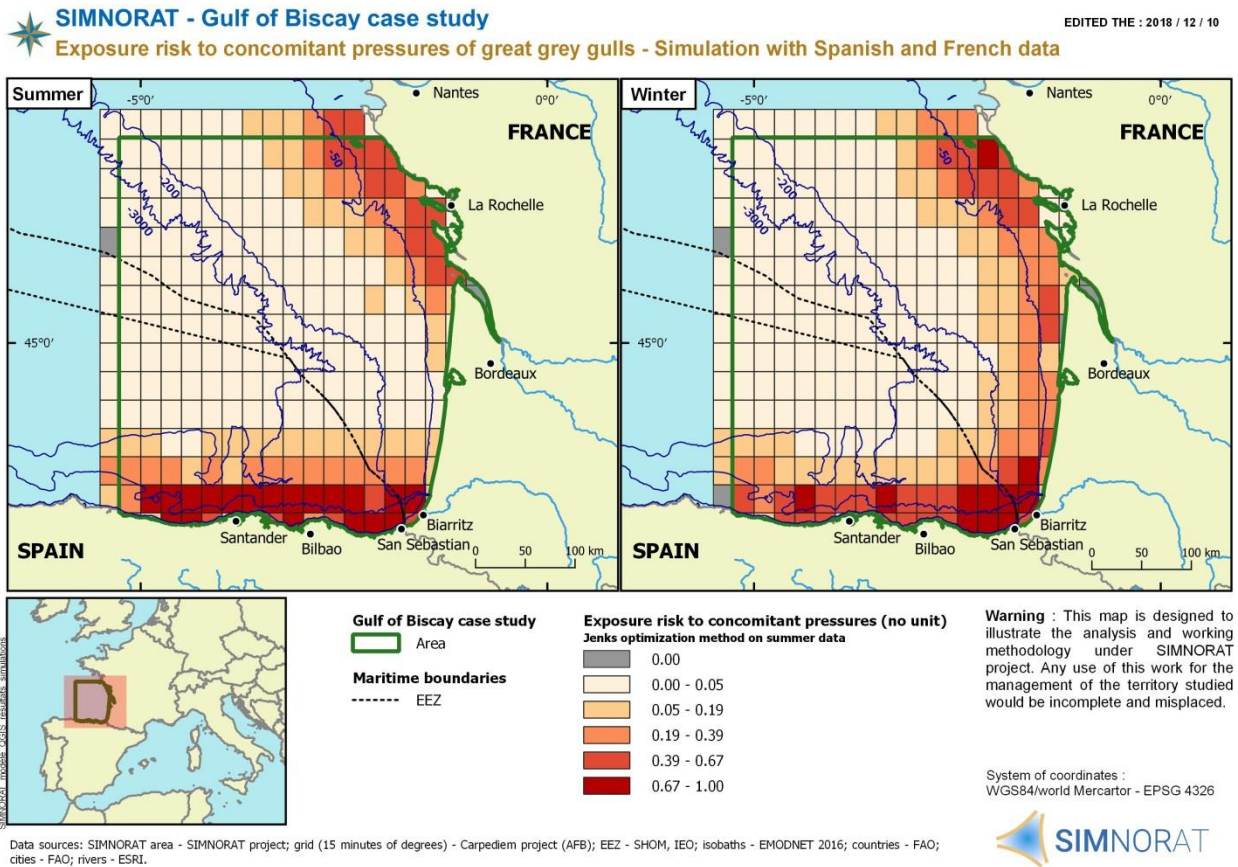 SIMNORAT - Gulf of Biscay case study
EDITED THE : 2018 / 12 / 10
Exposure risk to concomitant pressures of great grey gulls - Simulation with Spanish and French data
Summer
-5°0'
Nantes
0°0'
FRANCE
-50
-200
-3000
La Rochelle
45°0'
Bordeaux
Biarritz
Santander
San Sebastian
Bilbao
SPAIN
0 50 100 km
Winter
-5°0'
Nantes
0°0'
FRANCE
-50
-200
-3000
La Rochelle
45°0'
Bordeaux
Biarritz
Santander
San Sebastian
Bilbao
SPAIN
0 50 100 km
SIMNORAT_modele_QGIS_resultats_simulations
Gulf of Biscay case study
Area
Maritime boundaries
EEZ
Exposure risk to concomitant pressures (no unit)
Jenks optimization method on summer data
0.00
0.00 - 0.05
0.05 - 0.19
0.19 - 0.39
0.39 - 0.67
0.67 - 1.00
Warning : This map is designed to
illustrate the analysis and working
methodology under SIMNORAT
project. Any use of this work for the
management of the territory studied
would be incomplete and misplaced.
System of coordinates :
WGS84/world Mercartor - EPSG 4326
SIMNORAT
Data sources: SIMNORAT area - SIMNORAT project; grid (15 minutes of degrees) - Carpediem project (AFB); EEZ - SHOM, IEO; isobaths - EMODNET 2016; countries - FAO;
cities - FAO; rivers - ESRI.